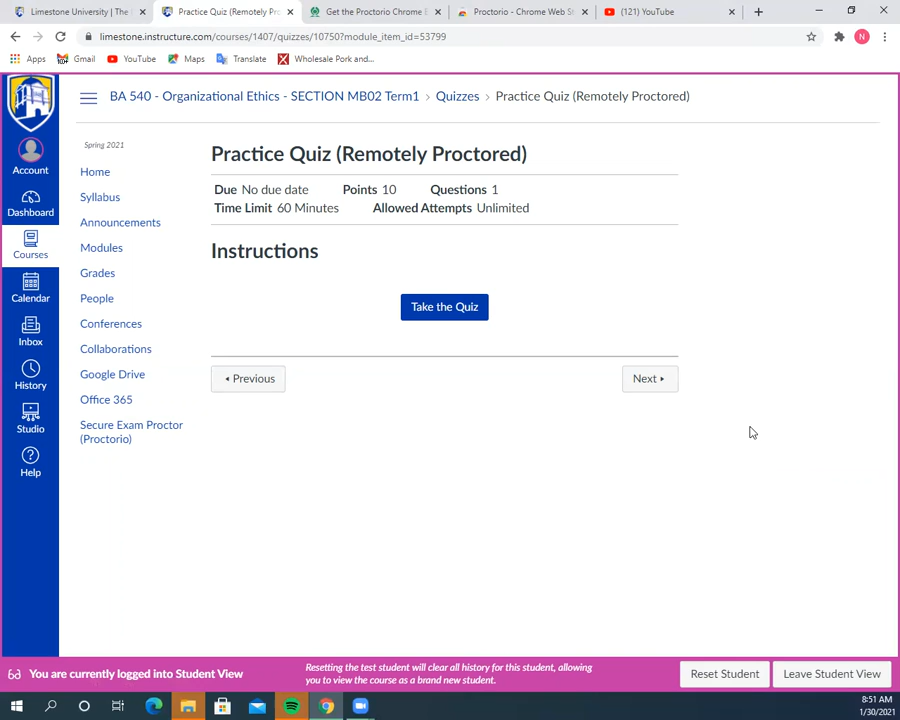 Limestone University | The
Practice Quiz (Remotely Pro
Get the Proctorio Chrome E
Proctorio - Chrome Web S
(121) YouTube
limestone.instructure.com/courses/1407/quizzes/10750?module_item_id=53799
N
Apps
Gmail
YouTube
Maps
Translate
Wholesale Pork and...
BA 540 - Organizational Ethics - SECTION MB02 Term1 › Quizzes › Practice Quiz (Remotely Proctored)
Account
Dashboard
Courses
Calendar
Inbox
History
Studio
Help
Spring 2021
Home
Syllabus
Announcements
Modules
Grades
People
Conferences
Collaborations
Google Drive
Office 365
Secure Exam Proctor
(Proctorio)
Practice Quiz (Remotely Proctored)
Due No due date Points 10 Questions 1
Time Limit 60 Minutes Allowed Attempts Unlimited
Instructions
Take the Quiz
◂ Previous
Next ▸
You are currently logged into Student View
Resetting the test student will clear all history for this student, allowing
you to view the course as a brand new student.
Reset Student
Leave Student View
8:51 AM
1/30/2021